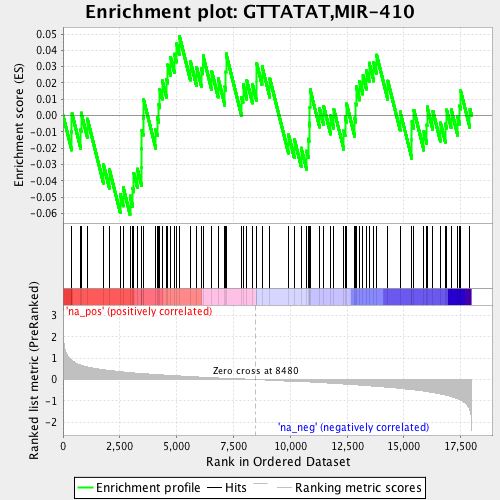 Enrichment plot: GTTATAT,MIR-410
Enrichment score (ES)
0.05
0.04
0.03
0.02
0.01
0.00
-0.01
-0.02
-0.03
-0.04
-0.05
-0.06
'na_pos' (positively correlated)
Ranked list metric (PreRanked)
3
2
1
0
-1
-2
Zero cross at 8480
'na_neg' (negatively correlated)
0
2,500
5,000
7,500
10,000
12,500
15,000
17,500
Rank in Ordered Dataset
Enrichment profile
Hits
Ranking metric scores